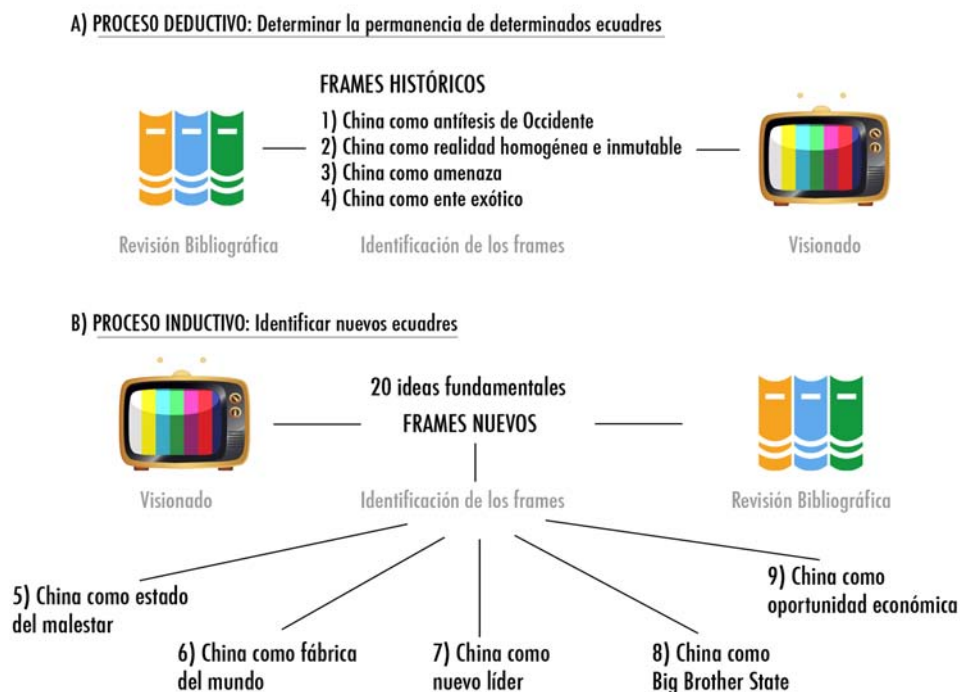 A) PROCESO DEDUCTIVO: Determinar la permanencia de determinados ecuadres
FRAMES HISTÓRICOS
1) China como antítesis de Occidente
2) China como realidad homogénea e inmutable
3) China como amenaza
4) China como ente exótico
Revisión Bibliográfica
Identificación de los frames
Visionado
B) PROCESO INDUCTIVO: Identificar nuevos ecuadres
20 ideas fundamentales
FRAMES NUEVOS
Visionado
Identificación de los frames
Revisión Bibliográfica
5) China como estado
del malestar
6) China como fábrica
del mundo
7) China como
nuevo líder
8) China como
Big Brother State
9) China como
oportunidad económica